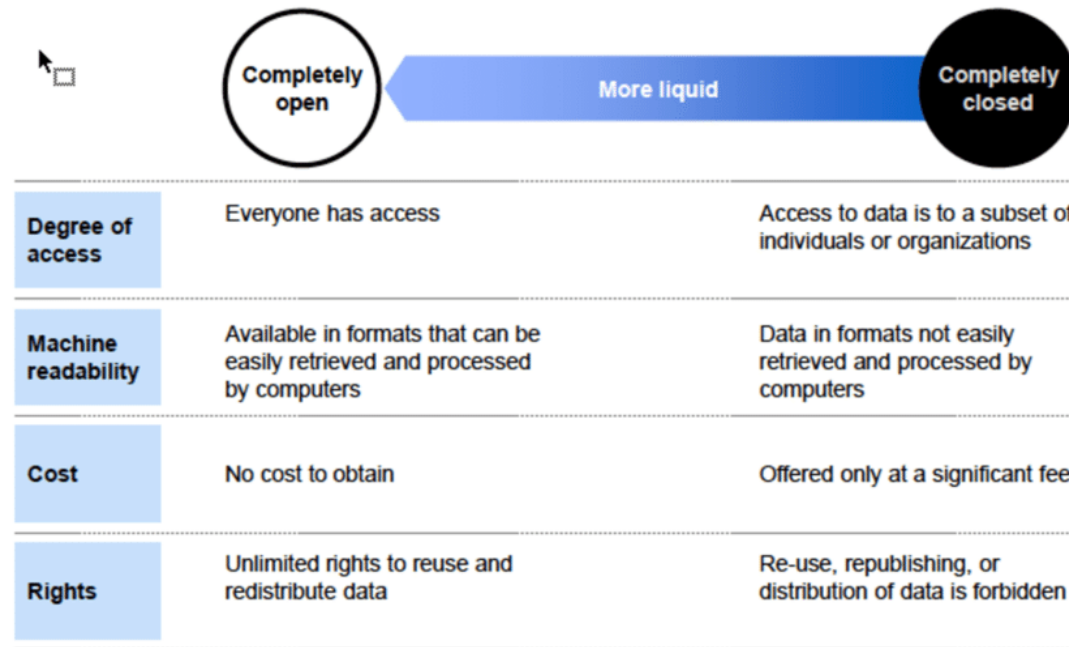 Completely
open
More liquid
Completely
closed
Degree of
access
Everyone has access
Access to data is to a subset of
individuals or organizations
Machine
readability
Available in formats that can be
easily retrieved and processed
by computers
Data in formats not easily
retrieved and processed by
computers
Cost
No cost to obtain
Offered only at a significant fee
Rights
Unlimited rights to reuse and
redistribute data
Re-use, republishing, or
distribution of data is forbidden